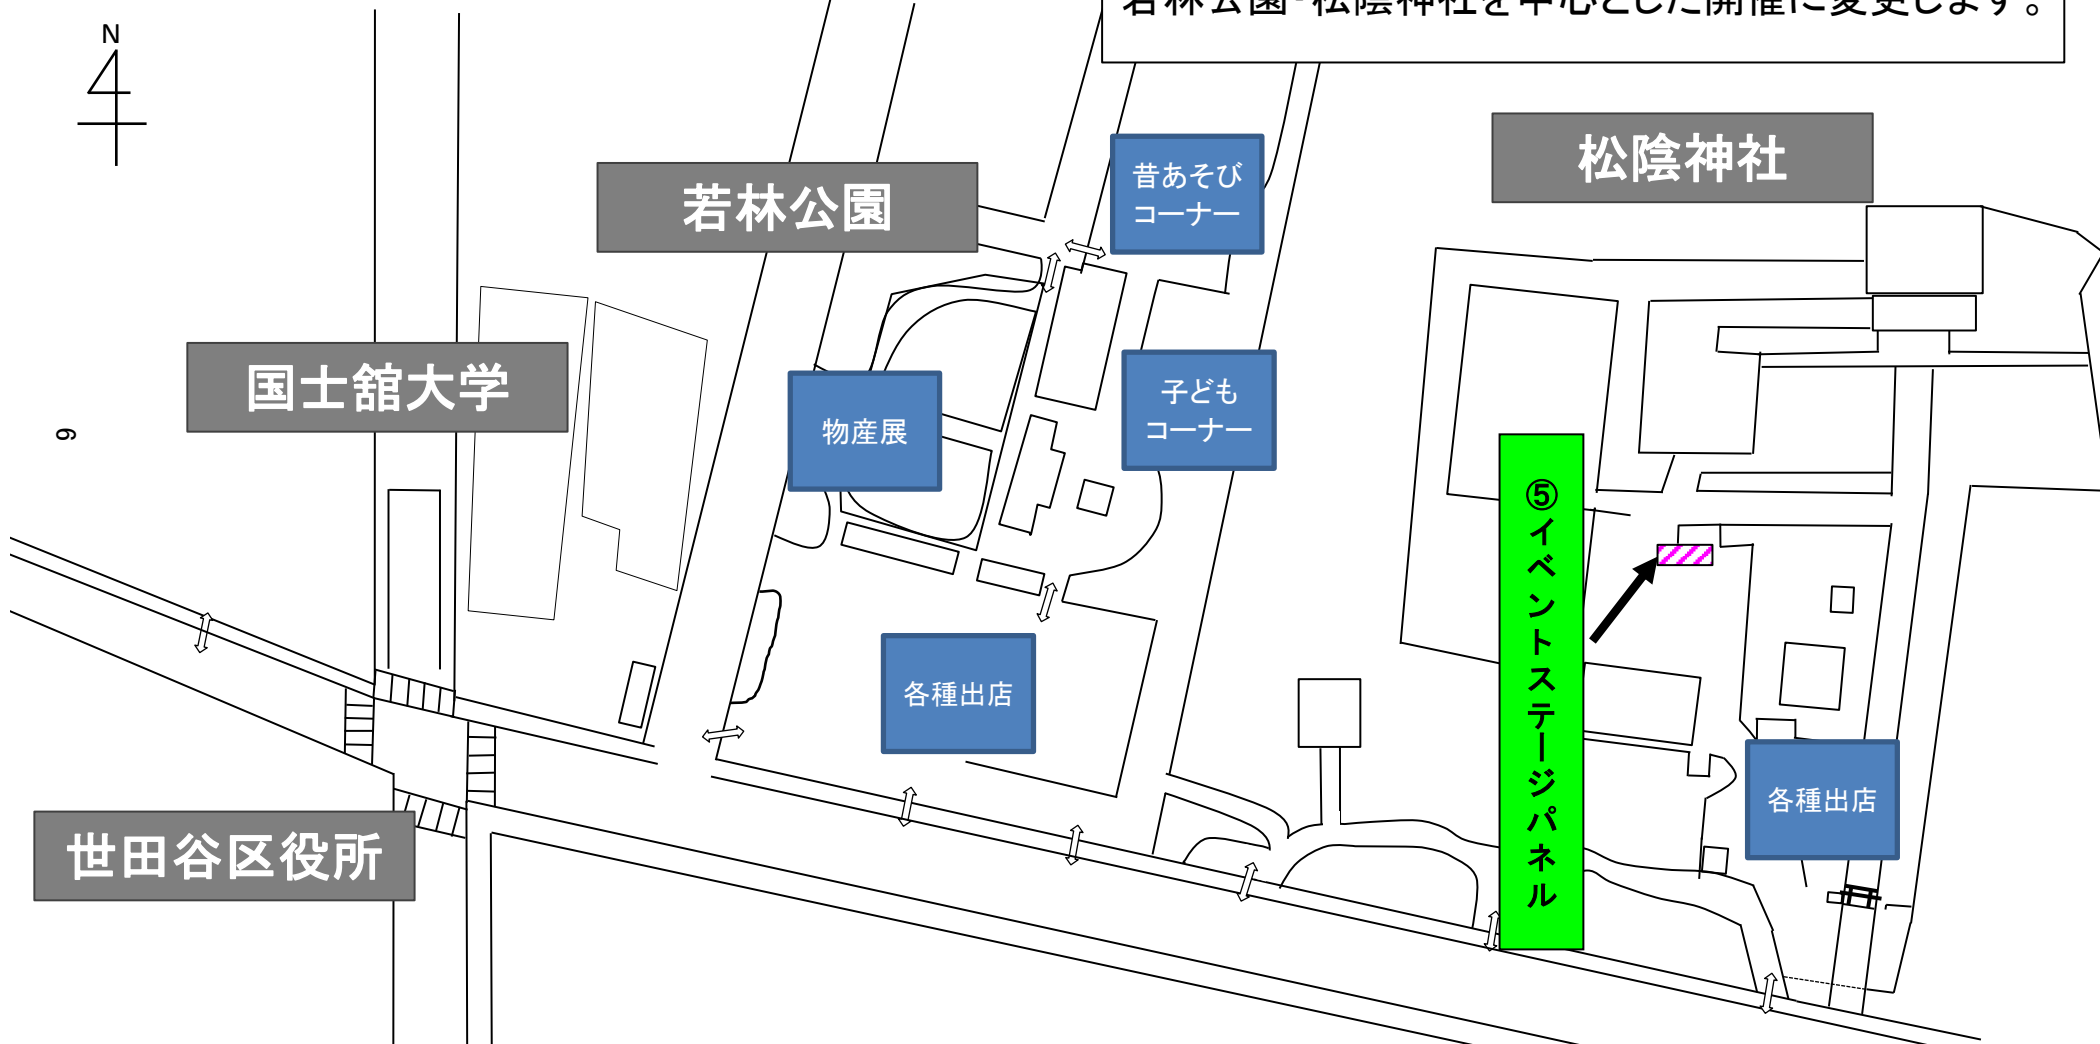 若林公園・松陰神社を中心とした開催に変更します。
N
松陰神社
昔あそび
コーナー
若林公園
国士舘大学
物産展
子ども
コーナー
9
⑤イベントステージパネル
各種出店
各種出店
世田谷区役所